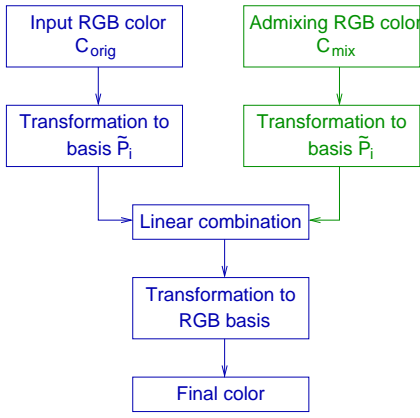 Input RGB color
C_orig
Admixing RGB color
C_mix
Transformation to
basis P̃_i
Transformation to
basis P̃_i
Linear combination
Transformation to
RGB basis
Final color